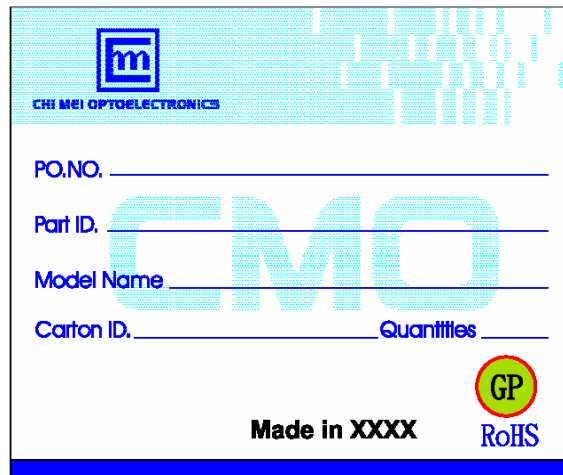 m
CHI MEI OPTOELECTRONICS
PO.NO.
CMO
Part ID.
Model Name
Carton ID. Quantities
GP
Made in XXXX RoHS